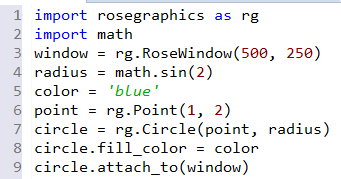 1 import rosegraphics as rg
2 import math
3 window = rg.RoseWindow(500, 250)
4 radius = math.sin(2)
5 color = 'blue'
6 point = rg.Point(1, 2)
7 circle = rg.Circle(point, radius)
8 circle.fill_color = color
9 circle.attach_to(window)